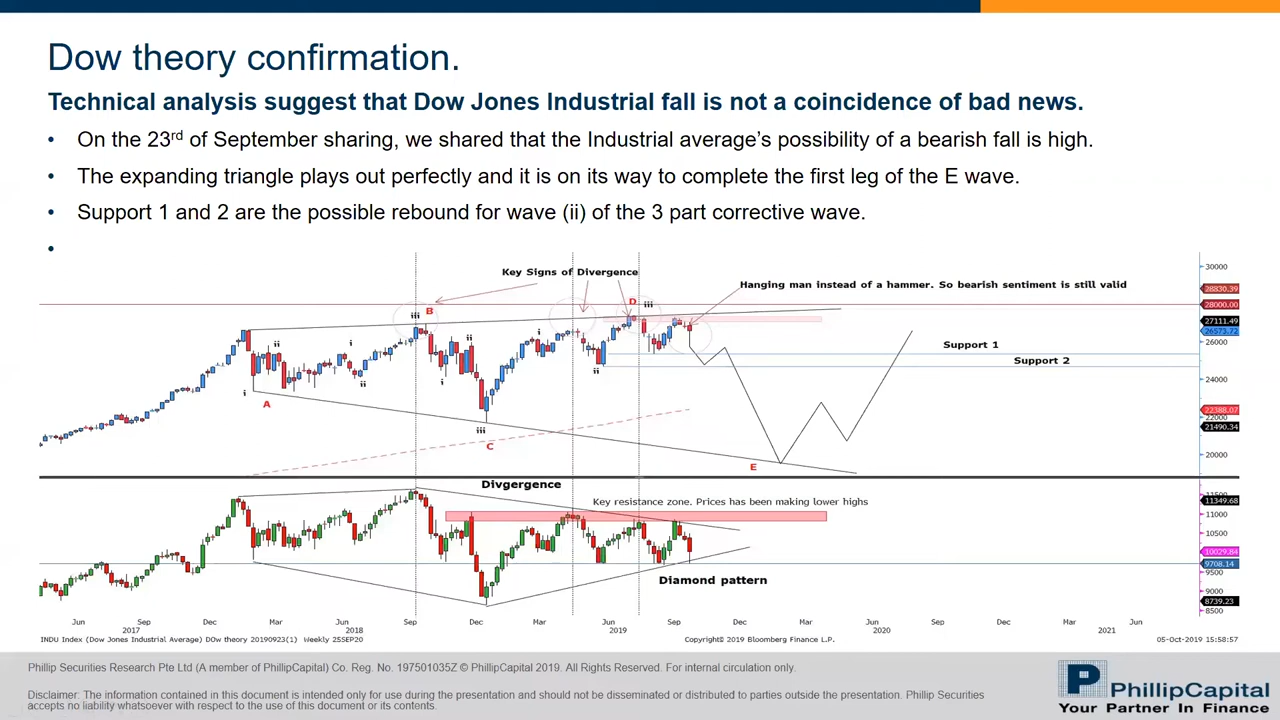 Dow theory confirmation.
Technical analysis suggest that Dow Jones Industrial fall is not a coincidence of bad news.
• On the 23rd of September sharing, we shared that the Industrial average's possibility of a bearish fall is high.
• The expanding triangle plays out perfectly and it is on its way to complete the first leg of the E wave.
• Support 1 and 2 are the possible rebound for wave (ii) of the 3 part corrective wave.
•
Key Signs of Divergence
Hanging man instead of a hammer. So bearish sentiment is still valid
30000
28830.39
28000.00
27111.49
26573.72
26000
24000
22388.07
22000
21490.34
20000
iii
B
D
iii
ii
i
ii
i
i
ii
i
A
iii
C
ii
E
Support 1
Support 2
Divgergence
Key resistance zone. Prices has been making lower highs
Diamond pattern
11500
11349.68
11000
10500
10029.84
9708.14
9500
9000
8739.23
8500
Jun Sep Dec Mar Jun Sep Dec Mar Jun Sep Dec Mar Jun Sep Dec Mar Jun
2017 2018 2019 2020 2021
INDU Index (Dow Jones Industrial Average) DOw theory 20190923(1) Weekly 25SEP20
Copyright© 2019 Bloomberg Finance L.P.
05-Oct-2019 15:58:57
Phillip Securities Research Pte Ltd (A member of PhillipCapital) Co. Reg. No. 197501035Z © PhillipCapital 2019. All Rights Reserved. For internal circulation only.
Disclaimer: The information contained in this document is intended only for use during the presentation and should not be disseminated or distributed to parties outside the presentation. Phillip Securities
accepts no liability whatsoever with respect to the use of this document or its contents.
P
PhillipCapital
Your Partner In Finance